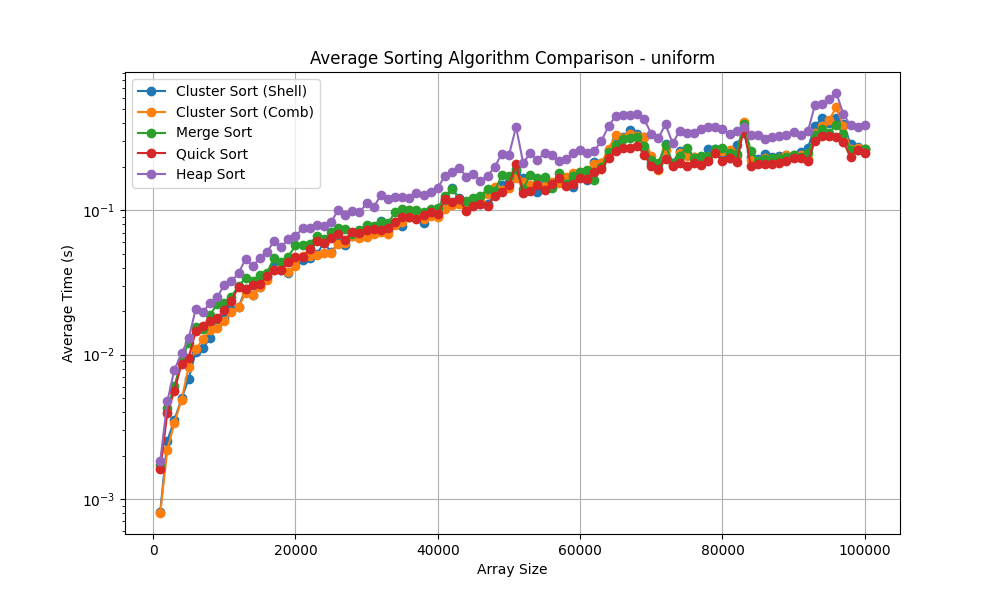 Average Sorting Algorithm Comparison - uniform
Cluster Sort (Shell)
Cluster Sort (Comb)
Merge Sort
Quick Sort
Heap Sort
Average Time (s)
10⁻¹
10⁻²
10⁻³
0 20000 40000 60000 80000 100000
Array Size